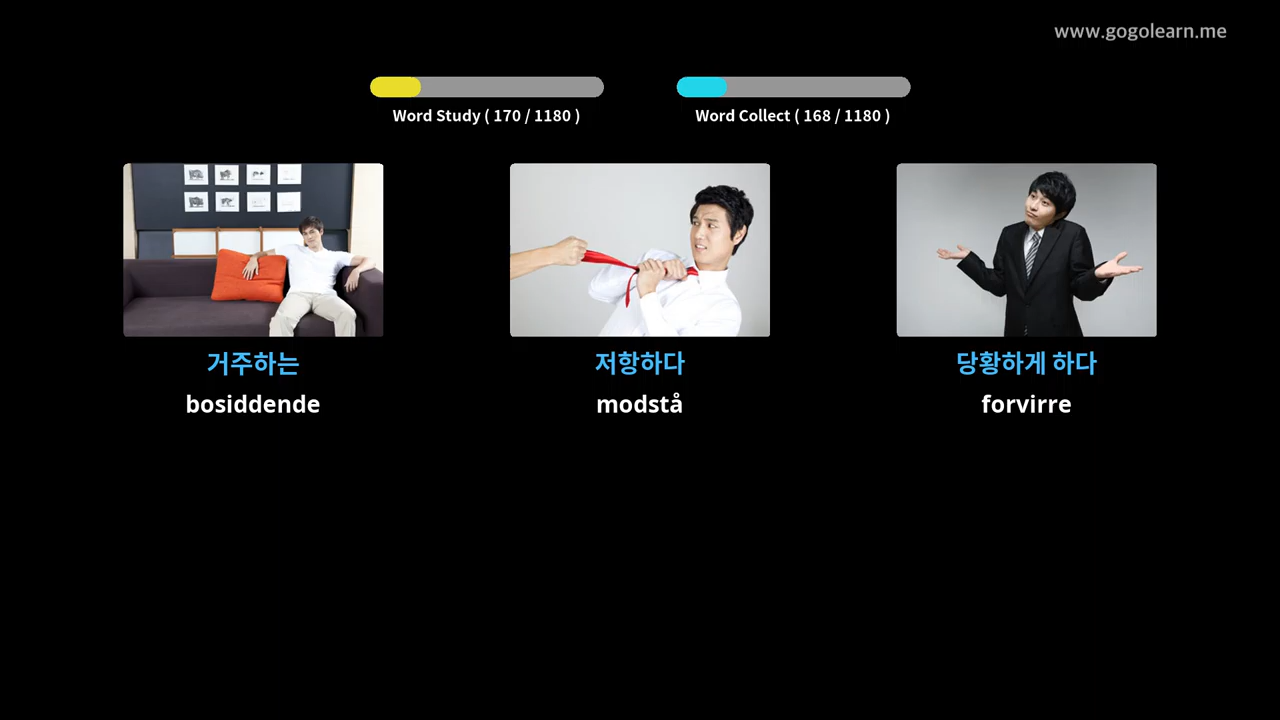 www.gogolearn.me
Word Study ( 170 / 1180 )
Word Collect ( 168 / 1180 )
거주하는
저항하다
당황하게 하다
bosiddende
modstå
forvirre